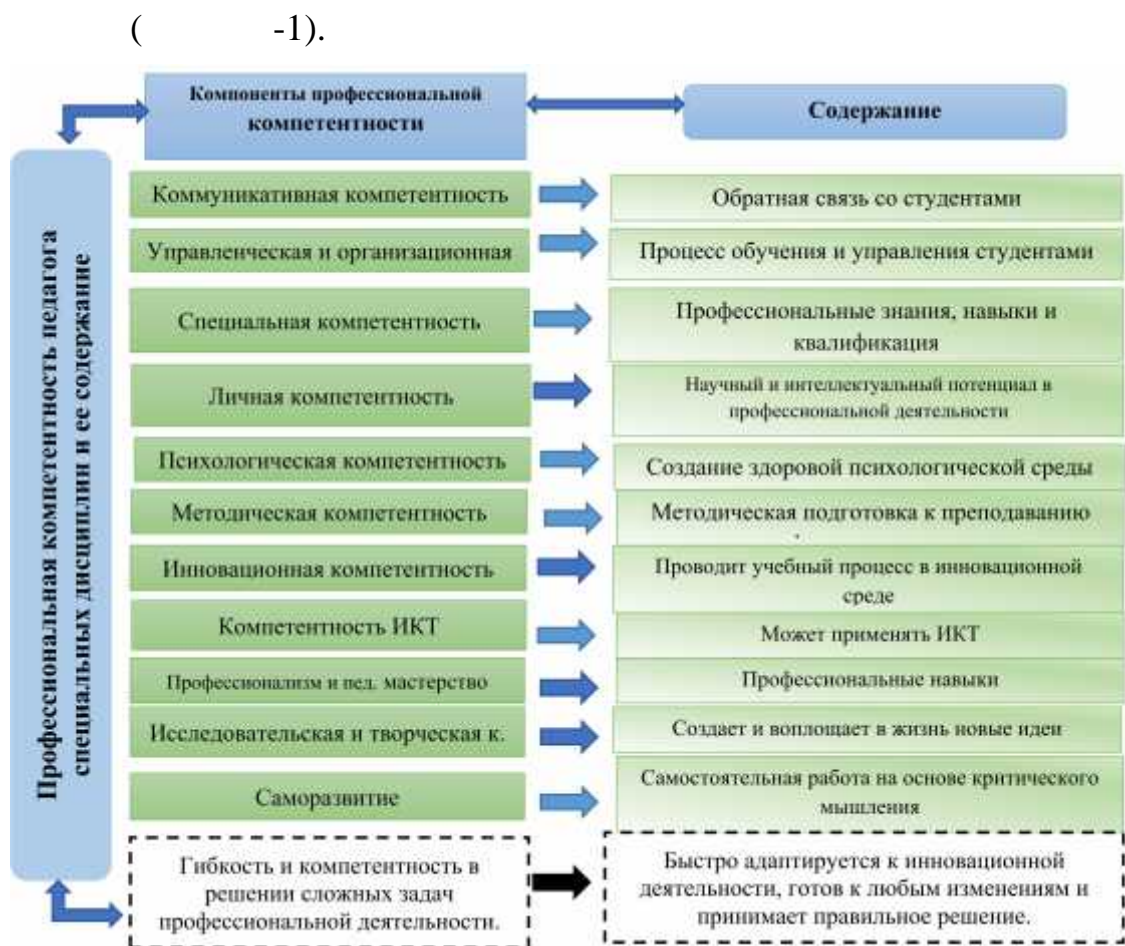 ( -1).
Компоненты профессиональной
компетентности
Содержание
Профессиональная компетентность педагога
специальных дисциплин и ее содержание
Коммуникативная компетентность
Обратная связь со студентами
Управленческая и организационная
Процесс обучения и управления студентами
Специальная компетентность
Профессиональные знания, навыки и
квалификация
Личная компетентность
Научный и интеллектуальный потенциал в
профессиональной деятельности
Психологическая компетентность
Создание здоровой психологической среды
Методическая компетентность
Методическая подготовка к преподаванию
Инновационная компетентность
Проводит учебный процесс в инновационной
среде
Компетентность ИКТ
Может применять ИКТ
Профессионализм и пед. мастерство
Профессиональные навыки
Исследовательская и творческая к.
Создает и воплощает в жизнь новые идеи
Саморазвитие
Самостоятельная работа на основе критического
мышления
Гибкость и компетентность в
решении сложных задач
профессиональной деятельности.
Быстро адаптируется к инновационной
деятельности, готов к любым изменениям и
принимает правильное решение.